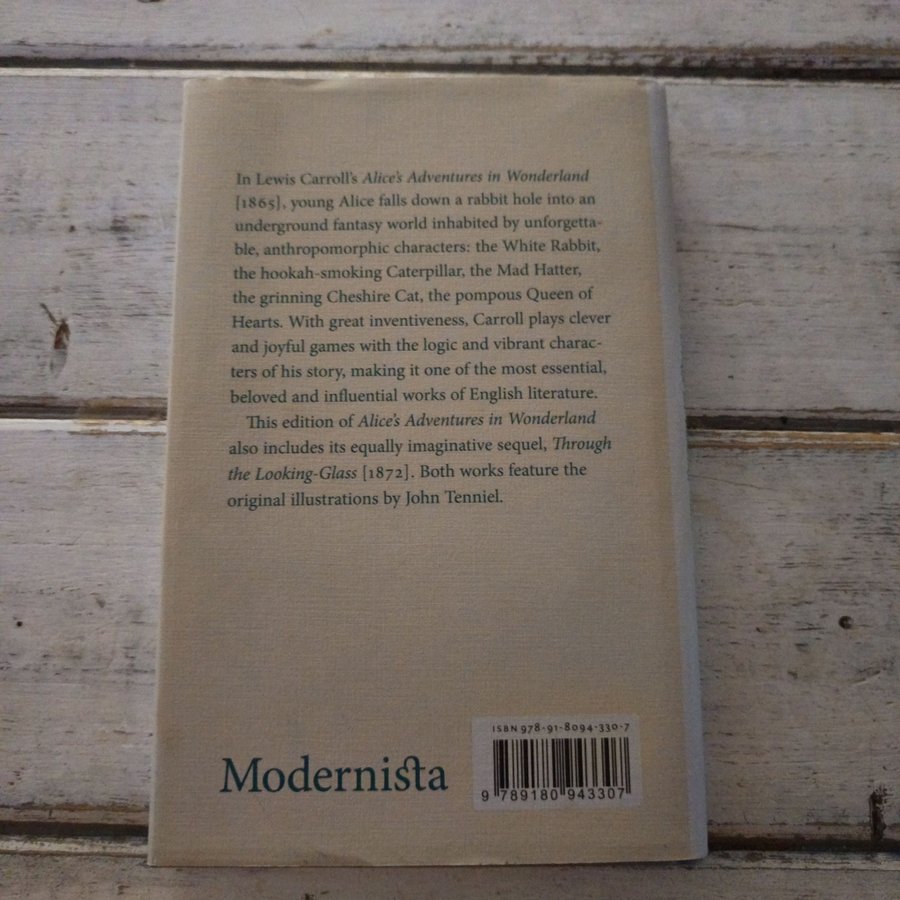 In Lewis Carroll's Alice's Adventures in Wonderland
[1865], young Alice falls down a rabbit hole into an
underground fantasy world inhabited by unforgetta-
ble, anthropomorphic characters: the White Rabbit,
the hookah-smoking Caterpillar, the Mad Hatter,
the grinning Cheshire Cat, the pompous Queen of
Hearts. With great inventiveness, Carroll plays clever
and joyful games with the logic and vibrant charac-
ters of his story, making it one of the most essential,
beloved and influential works of English literature.
This edition of Alice's Adventures in Wonderland
also includes its equally imaginative sequel, Through
the Looking-Glass [1872]. Both works feature the
original illustrations by John Tenniel.
Modernista
ISBN 978-91-8094-330-7
9 789180 943307